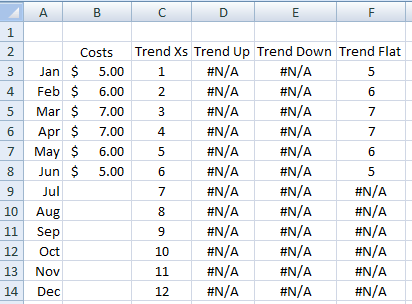 A B C D E F
1
2 Costs Trend Xs Trend Up Trend Down Trend Flat
3 Jan $ 5.00 1 #N/A #N/A 5
4 Feb $ 6.00 2 #N/A #N/A 6
5 Mar $ 7.00 3 #N/A #N/A 7
6 Apr $ 7.00 4 #N/A #N/A 7
7 May $ 6.00 5 #N/A #N/A 6
8 Jun $ 5.00 6 #N/A #N/A 5
9 Jul 7 #N/A #N/A #N/A
10 Aug 8 #N/A #N/A #N/A
11 Sep 9 #N/A #N/A #N/A
12 Oct 10 #N/A #N/A #N/A
13 Nov 11 #N/A #N/A #N/A
14 Dec 12 #N/A #N/A #N/A